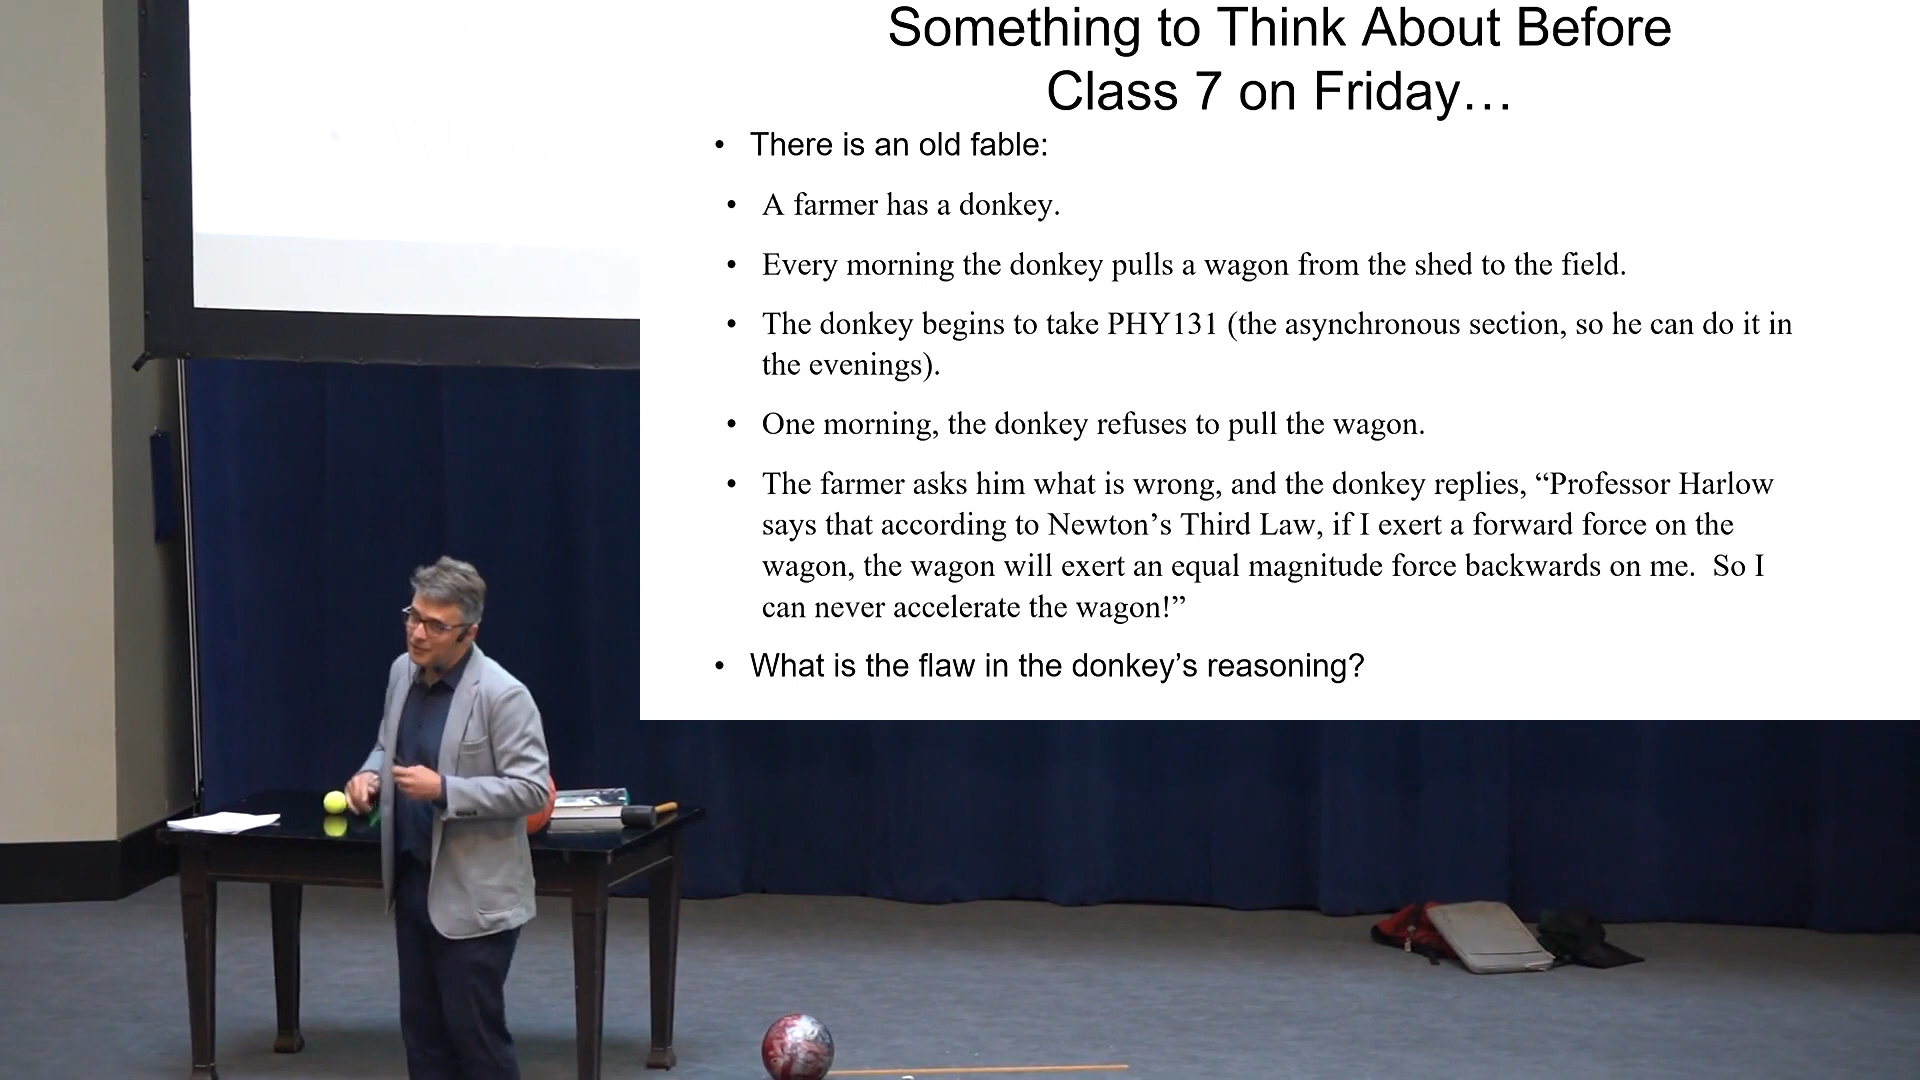 Something to Think About Before
Class 7 on Friday…
• There is an old fable:
• A farmer has a donkey.
• Every morning the donkey pulls a wagon from the shed to the field.
• The donkey begins to take PHY131 (the asynchronous section, so he can do it in
the evenings).
• One morning, the donkey refuses to pull the wagon.
• The farmer asks him what is wrong, and the donkey replies, “Professor Harlow
says that according to Newton’s Third Law, if I exert a forward force on the
wagon, the wagon will exert an equal magnitude force backwards on me.  So I
can never accelerate the wagon!”
• What is the flaw in the donkey’s reasoning?